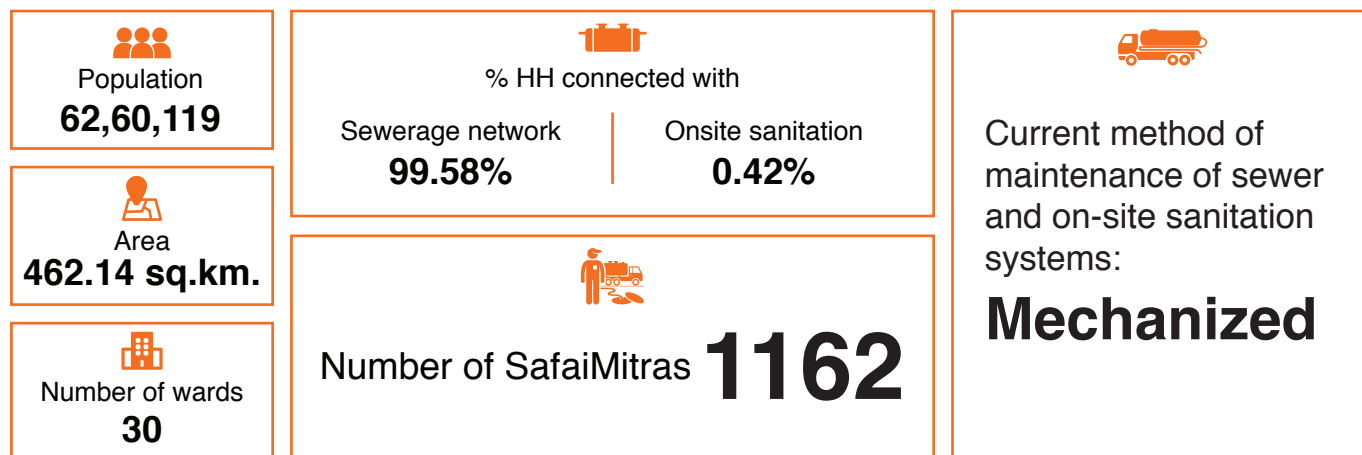 Population
62,60,119
Area
462.14 sq.km.
Number of wards
30
% HH connected with
Sewerage network
99.58%
Onsite sanitation
0.42%
Number of SafaiMitras 1162
Current method of
maintenance of sewer
and on-site sanitation
systems:
Mechanized